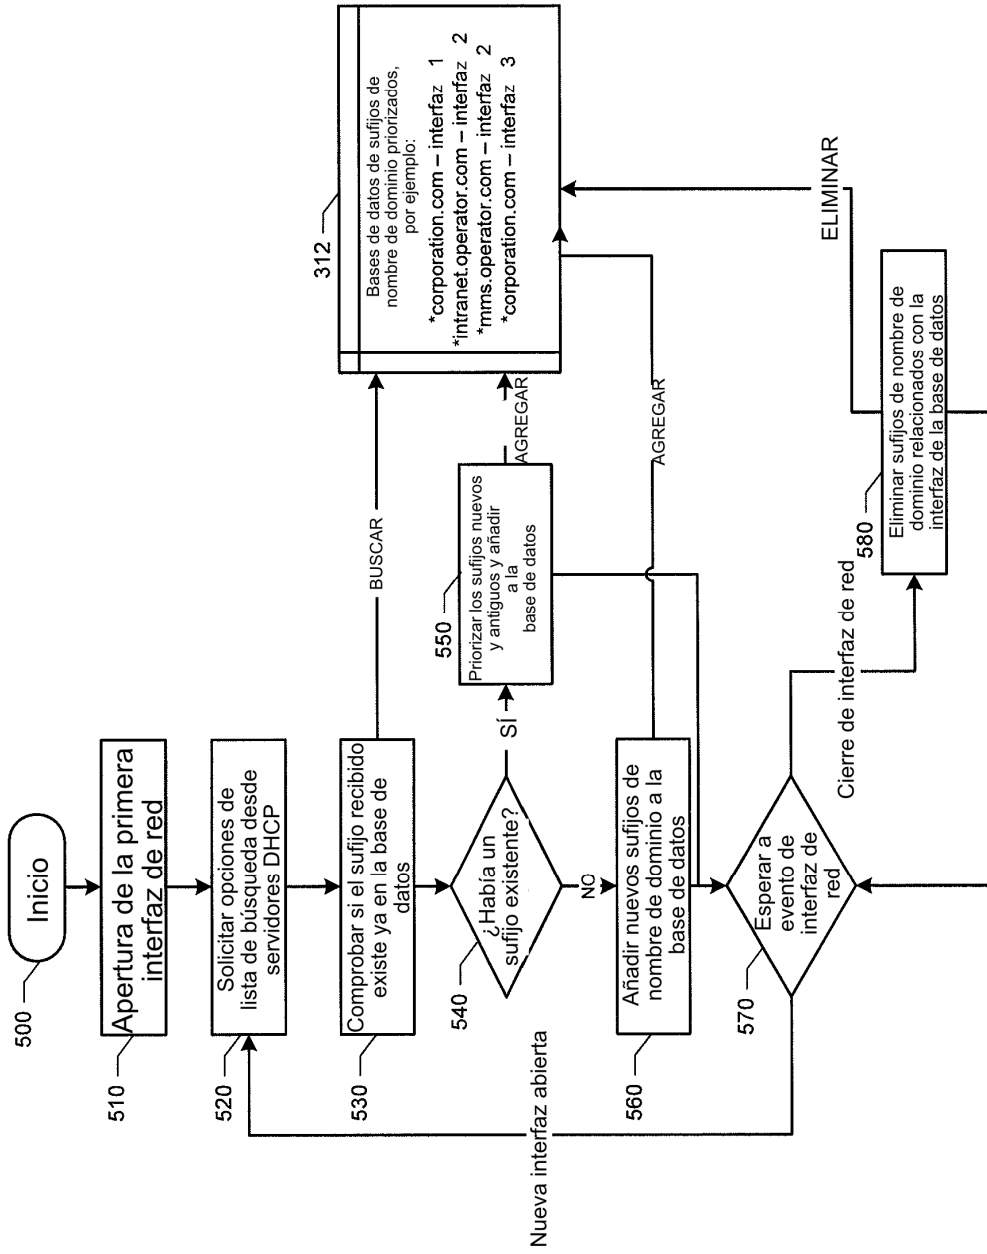 500
Inicio
510
Apertura de la primera
interfaz de red
520
Solicitar opciones de
lista de búsqueda desde
servidores DHCP
530
Comprobar si el sufijo recibido
existe ya en la base de
datos
BUSCAR
312
Bases de datos de sufijos de
nombre de dominio priorizados,
por ejemplo:
*corporation.com – interfaz 1
*intranet.operator.com – interfaz 2
*mms.operator.com – interfaz 2
*corporation.com – interfaz 3
540
¿Había un
sufijo existente?
SÍ
NO
550
Priorizar los sufijos nuevos
y antiguos y añadir
a la
base de datos
AGREGAR
560
Añadir nuevos sufijos de
nombre de dominio a la
base de datos
AGREGAR
570
Esperar a
evento de
interfaz de
red
Nueva interfaz abierta
Cierre de interfaz de red
580
Eliminar sufijos de nombre de
dominio relacionados con la
interfaz de la base de datos
ELIMINAR